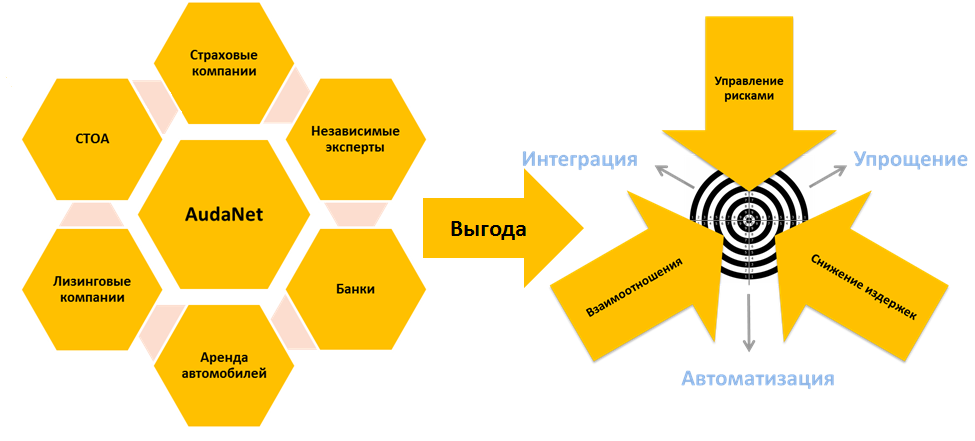 Страховые
компании
СТОА
Независимые
эксперты
AudaNet
Лизинговые
компании
Банки
Аренда
автомобилей
Выгода
Управление
рисками
Интеграция
Упрощение
Взаимоотношения
Снижение издержек
Автоматизация